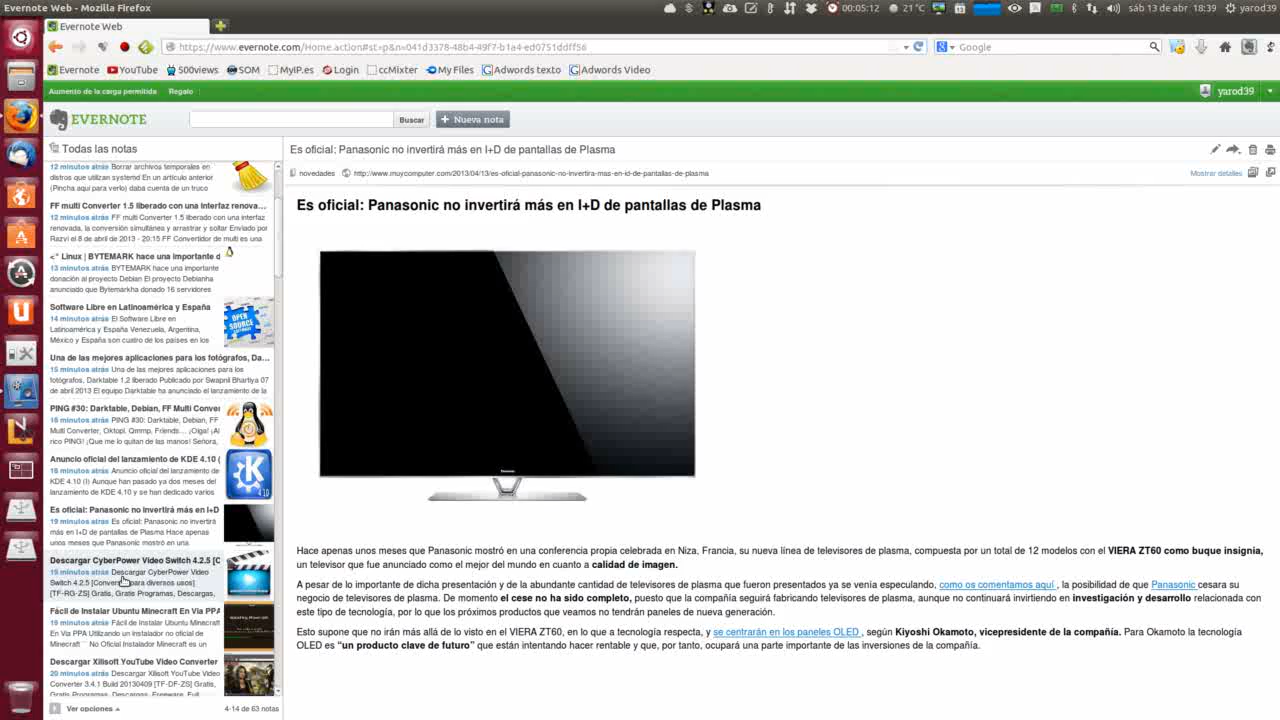 Evernote Web - Mozilla Firefox
00:05:12
21 °C
sáb 13 de abr 18:39
yarod39
Evernote Web
https://www.evernote.com/Home.action#st=p&n=041d3378-48b4-49f7-b1a4-ed0751ddff56
Google
Evernote
YouTube
500views
SOM
MyIP.es
Login
ccMixter
My Files
Adwords texto
Adwords Video
Aumento de la carga permitida
Regalo
yarod39
EVERNOTE
Buscar
Nueva nota
Todas las notas
12 minutos atrás Borrar archivos temporales en
distros que utilizan systemd En un artículo anterior
(Pincha aquí para verlo) daba cuenta de un truco
FF multi Converter 1.5 liberado con una interfaz renova...
12 minutos atrás FF multi Converter 1.5 liberado con una interfaz
renovada, la conversión simultánea y arrastrar y soltar Enviado por
Razvi el 8 de abril de 2013 - 20:15 FF Convertidor de multi es una
<° Linux | BYTEMARK hace una importante d
13 minutos atrás BYTEMARK hace una importante
donación al proyecto Debian El proyecto Debianha
anunciado que Bytemarkha donado 16 servidores
Software Libre en Latinoamérica y España
14 minutos atrás El Software Libre en
Latinoamérica y España Venezuela, Argentina,
México y España son cuatro de los países en los
OPEN SOURCE
Una de las mejores aplicaciones para los fotógrafos, Da...
15 minutos atrás Una de las mejores aplicaciones para los
fotógrafos, Darktable 1.2 liberado Publicado por Swapnil Bhartiya 07
de abril 2013 El equipo Darktable ha anunciado el lanzamiento de la
PING #30: Darktable, Debian, FF Multi Conver
16 minutos atrás PING #30: Darktable, Debian, FF
Multi Converter, Oktopi, Qmmp, Friends... ¡Oiga! ¡Al
rico PING! ¡Que me lo quitan de las manos! Señora,
Anuncio oficial del lanzamiento de KDE 4.10 (
18 minutos atrás Anuncio oficial del lanzamiento de
KDE 4.10 (I) Aunque han pasado ya dos meses del
lanzamiento de KDE 4.10 y se han dedicado varios
4.10
Es oficial: Panasonic no invertirá más en I+D
19 minutos atrás Es oficial: Panasonic no invertirá
más en I+D de pantallas de Plasma Hace apenas
unos meses que Panasonic mostró en una
Descargar CyberPower Video Switch 4.2.5 [C
19 minutos atrás Descargar CyberPower Video
Switch 4.2.5 [Conver para diversos usos]
[TF-RG-ZS] Gratis, Gratis Programas, Descargas,
Fácil de Instalar Ubuntu Minecraft En Via PPA
19 minutos atrás Fácil de Instalar Ubuntu Minecraft
En Via PPA Utilizando un instalador no oficial de
Minecraft No Oficial Instalador Minecraft es un
Descargar Xilisoft YouTube Video Converter
20 minutos atrás Descargar Xilisoft YouTube Video
Converter 3.4.1 Build 20130409 [TF-DF-ZS] Gratis,
Gratis Programas, Descargas, Freeware, Full
Ver opciones
4-14 de 63 notas
Es oficial: Panasonic no invertirá más en I+D de pantallas de Plasma
novedades
http://www.muycomputer.com/2013/04/13/es-oficial-panasonic-no-invertira-mas-en-id-de-pantallas-de-plasma
Mostrar detalles
Es oficial: Panasonic no invertirá más en I+D de pantallas de Plasma
Panasonic
Hace apenas unos meses que Panasonic mostró en una conferencia propia celebrada en Niza, Francia, su nueva línea de televisores de plasma, compuesta por un total de 12 modelos con el VIERA ZT60 como buque insignia,
un televisor que fue anunciado como el mejor del mundo en cuanto a calidad de imagen.
A pesar de lo importante de dicha presentación y de la abundante cantidad de televisores de plasma que fueron presentados ya se venía especulando, como os comentamos aquí , la posibilidad de que Panasonic cesara su
negocio de televisores de plasma. De momento el cese no ha sido completo, puesto que la compañía seguirá fabricando televisores de plasma, aunque no continuará invirtiendo en investigación y desarrollo relacionada con
este tipo de tecnología, por lo que los próximos productos que veamos no tendrán paneles de nueva generación.
Esto supone que no irán más allá de lo visto en el VIERA ZT60, en lo que a tecnología respecta, y se centrarán en los paneles OLED , según Kiyoshi Okamoto, vicepresidente de la compañía. Para Okamoto la tecnología
OLED es “un producto clave de futuro” que están intentando hacer rentable y que, por tanto, ocupará una parte importante de las inversiones de la compañía.